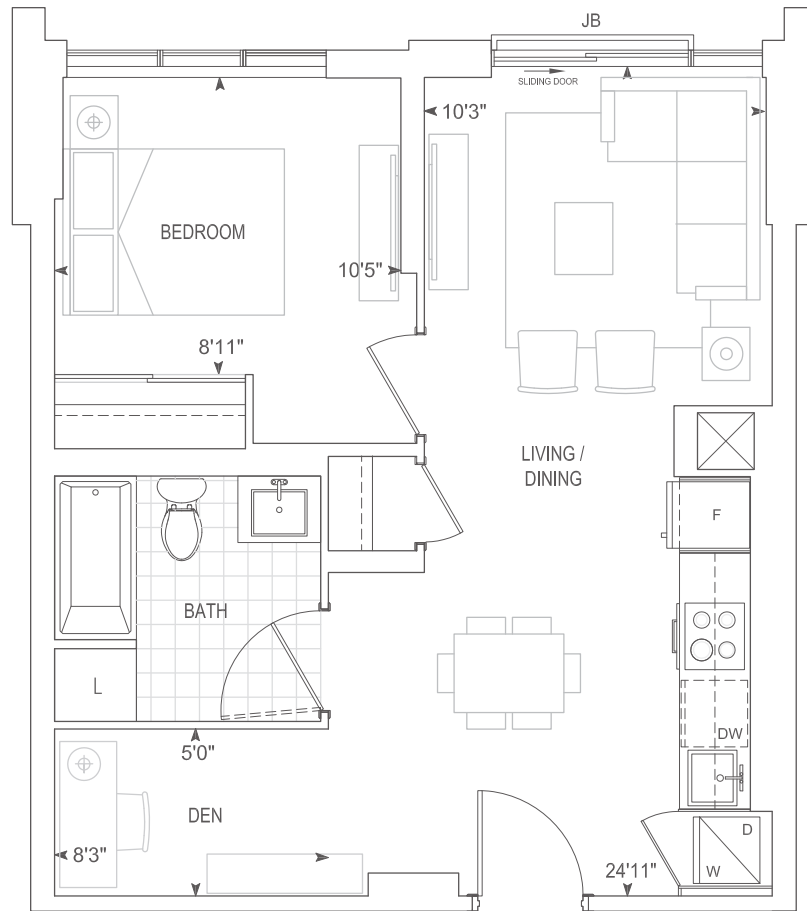 JB
SLIDING DOOR
10'3"
BEDROOM
10'5"
8'11"
LIVING /
DINING
F
BATH
L
DW
5'0"
DEN
8'3"
D
W
24'11"